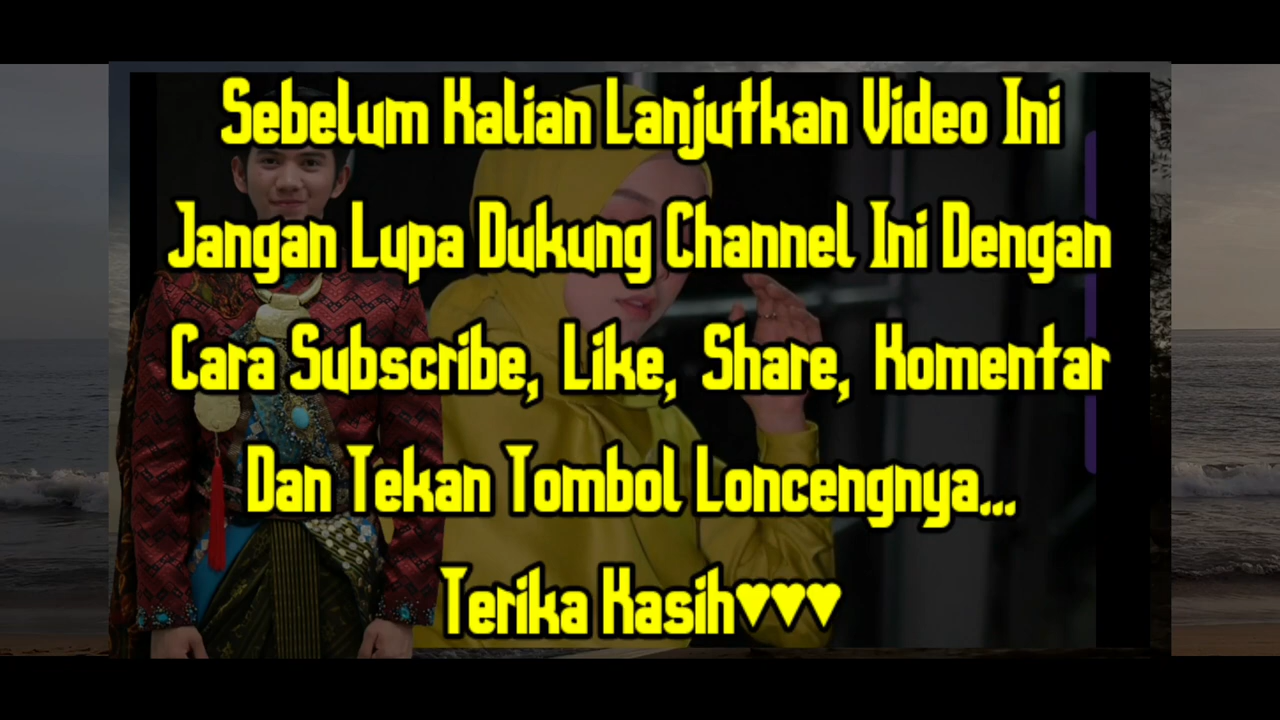 Sebelum Kalian Lanjutkan Video Ini
Jangan Lupa Dukung Channel Ini Dengan
Cara Subscribe, Like, Share, Komentar
Dan Tekan Tombol Loncengnya...
Terika Kasih♥♥♥